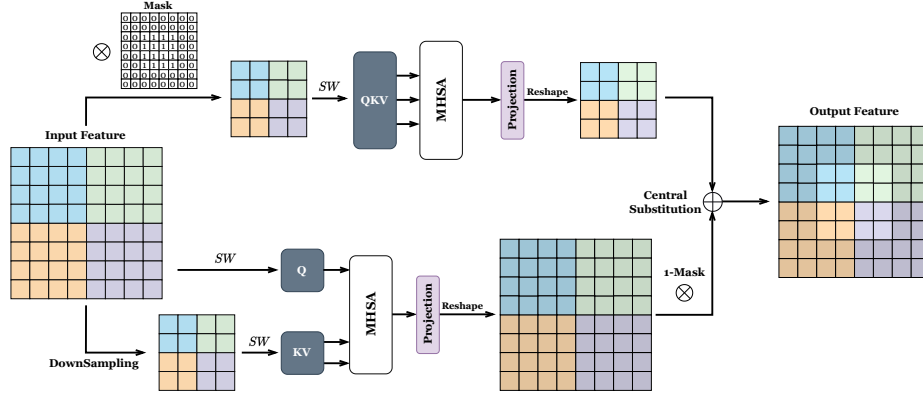 Mask
0 0 0 0 0 0 0 0
0 0 0 0 0 0 0 0
0 0 1 1 1 1 0 0
0 0 1 1 1 1 0 0
0 0 1 1 1 1 0 0
0 0 1 1 1 1 0 0
0 0 0 0 0 0 0 0
0 0 0 0 0 0 0 0
SW
QKV
MHSA
Projection
Reshape
Input Feature
Output Feature
Central
Substitution
SW
Q
MHSA
Projection
Reshape
1-Mask
DownSampling
SW
KV